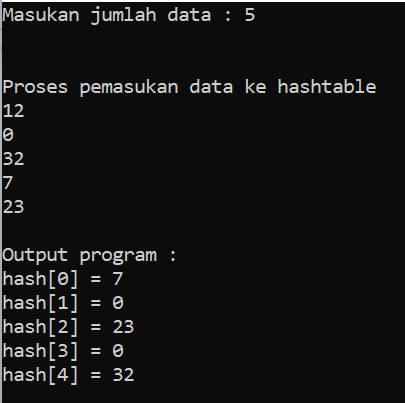 Masukan jumlah data : 5
Proses pemasukan data ke hashtable
12
0
32
7
23
Output program :
hash[0] = 7
hash[1] = 0
hash[2] = 23
hash[3] = 0
hash[4] = 32